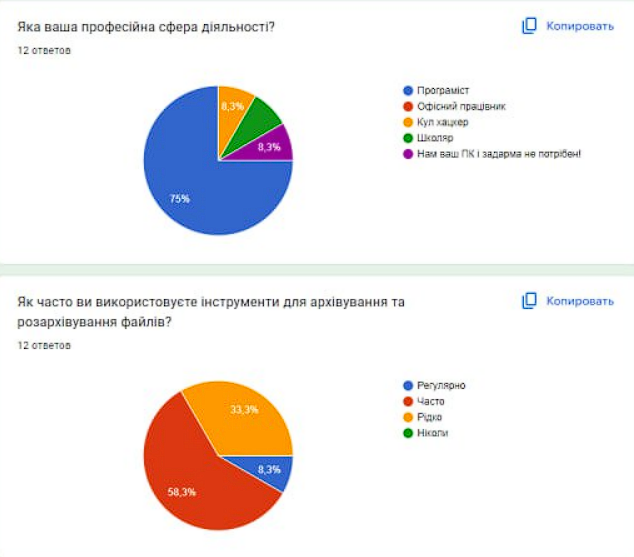 Яка ваша професійна сфера діяльності?
Копировать
12 ответов
8,3%
8,3%
75%
Програміст
Офісний працівник
Кул хацкер
Школяр
Нам ваш ПК і задарма не потрібен!
Як часто ви використовуєте інструменти для архівування та
розархівування файлів?
Копировать
12 ответов
33,3%
8,3%
58,3%
Регулярно
Часто
Рідко
Ніколи